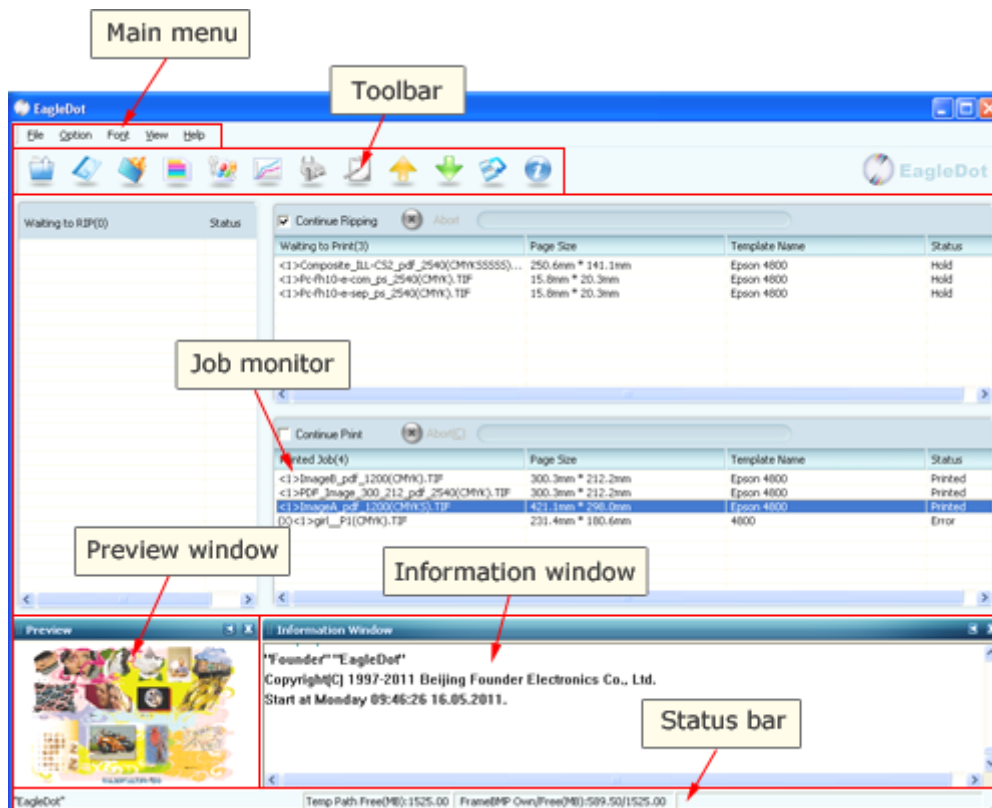 Main menu
Toolbar
EagleDot
File Option Font View Help
EagleDot
Waiting to RIP(0) Status
Continue Ripping Abort
Waiting to Print(3) Page Size Template Name Status
<1>Composite_ILL-CS2_pdf_2540(CMYKSSSSS)... 250.6mm * 141.1mm Epson 4800 Hold
<1>Pc-fh10-e-com_ps_2540(CMYK).TIF 15.8mm * 20.3mm Epson 4800 Hold
<1>Pc-fh10-e-sep_ps_2540(CMYK).TIF 15.8mm * 20.3mm Epson 4800 Hold
Job monitor
Continue Print Abort(C)
Printed Job(4) Page Size Template Name Status
<1>ImageB_pdf_1200(CMYK).TIF 300.3mm * 212.2mm Epson 4800 Printed
<1>PDF_Image_300_212_pdf_2540(CMYK).TIF 300.3mm * 212.2mm Epson 4800 Printed
<1>ImageA_pdf_1200(CMYKS).TIF 421.1mm * 298.0mm Epson 4800 Printed
(X)<1>girl__P1(CMYK).TIF 231.4mm * 180.6mm 4800 Error
Preview window
Information window
Preview
Information Window
"Founder" "EagleDot"
Copyright(C) 1997-2011 Beijing Founder Electronics Co., Ltd.
Start at Monday 09:46:26 16.05.2011.
Status bar
"EagleDot" Temp Path Free(MB):1525.00 FrameBMP Own/Free(MB):509.50/1525.00